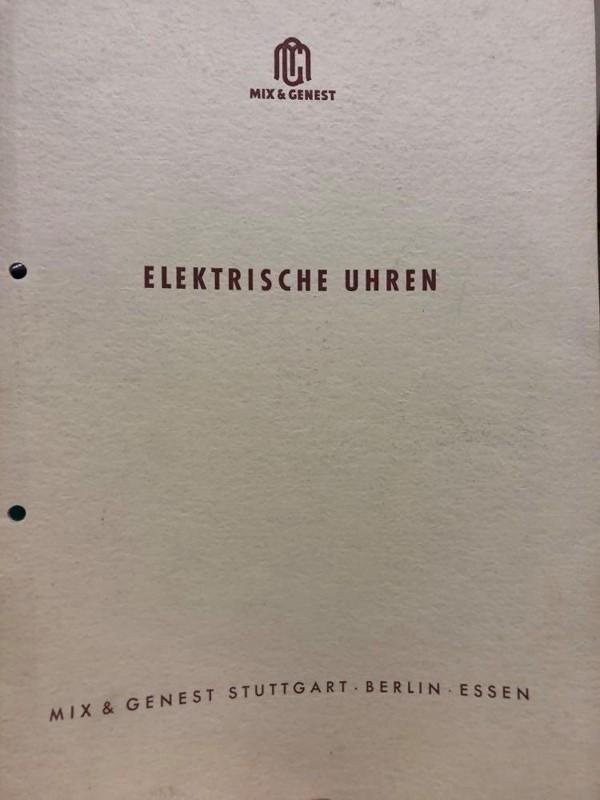 MIX & GENEST
ELEKTRISCHE UHREN
MIX & GENEST STUTTGART · BERLIN · ESSEN